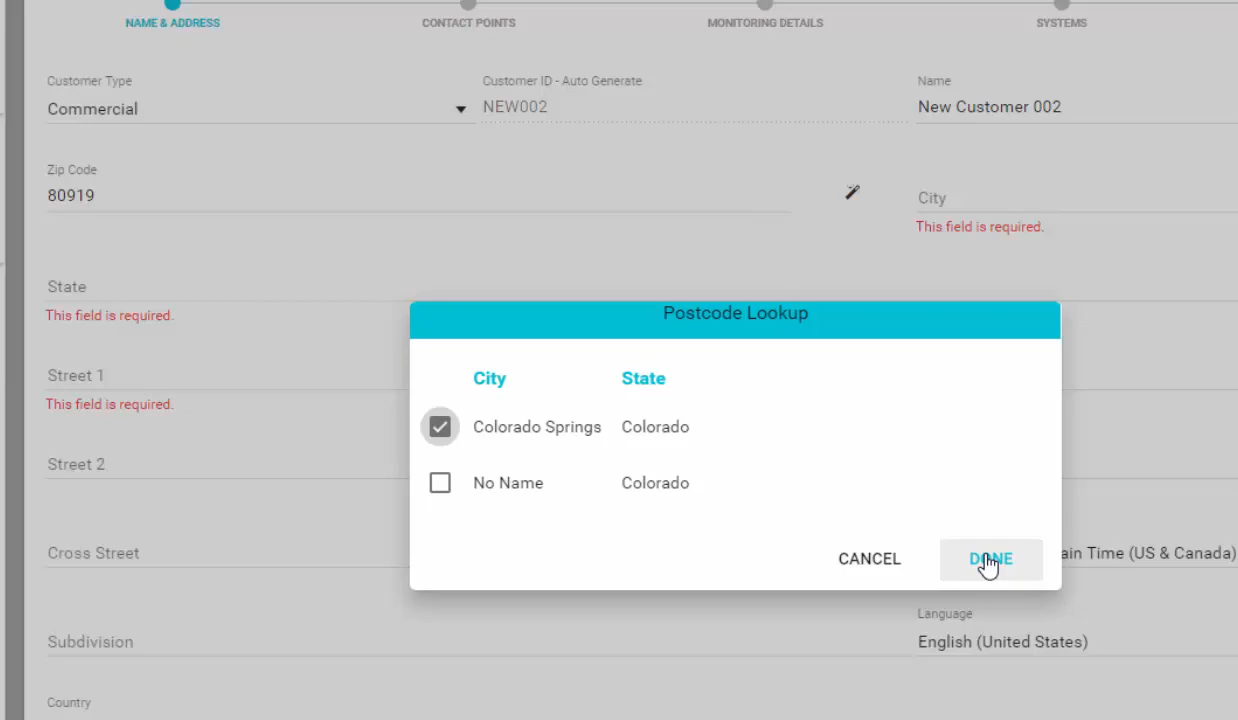 NAME & ADDRESS CONTACT POINTS MONITORING DETAILS SYSTEMS
Customer Type Customer ID - Auto Generate Name
Commercial NEW002 New Customer 002
Zip Code
80919 City
This field is required.
State
This field is required.
Postcode Lookup
Street 1 City State
This field is required.
Colorado Springs Colorado
Street 2
No Name Colorado
Cross Street CANCEL DONE ain Time (US & Canada)
Language
Subdivision English (United States)
Country